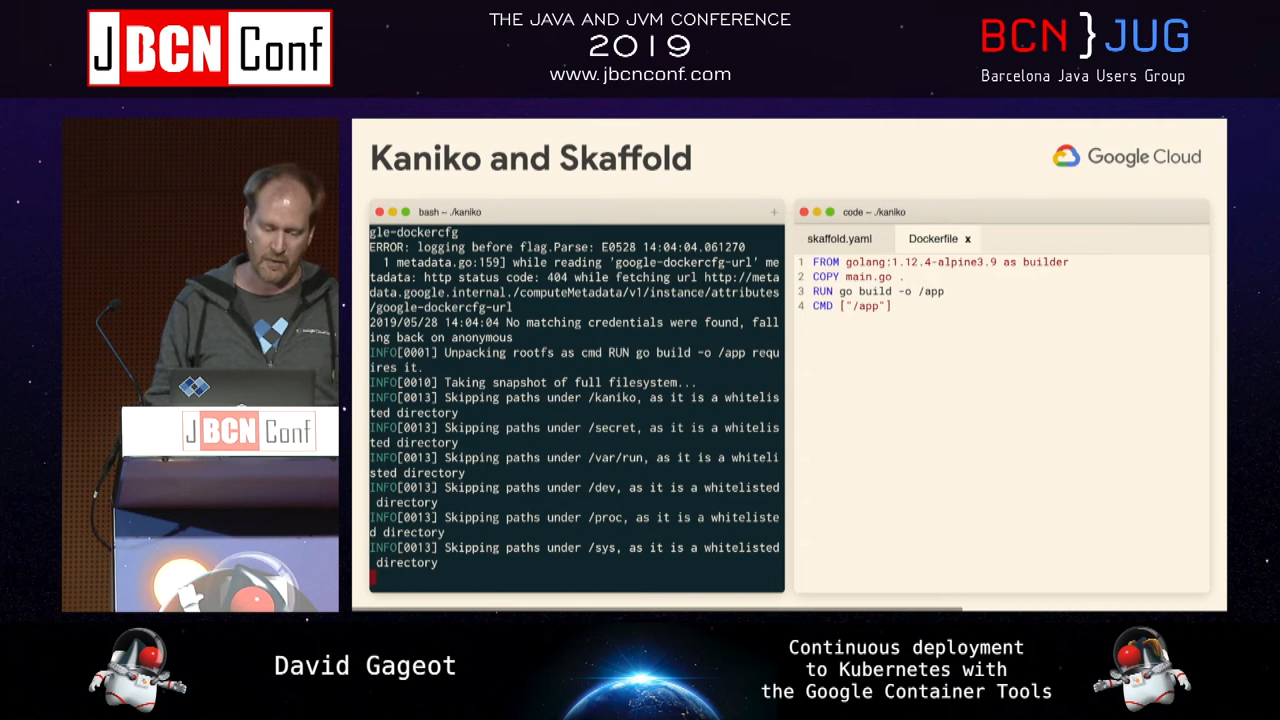 JBCNConf
THE JAVA AND JVM CONFERENCE
2019
www.jbcnconf.com
BCN}JUG
Barcelona Java Users Group
Kaniko and Skaffold
Google Cloud
bash ~ ./kaniko
+
gle-dockercfg
ERROR: logging before flag.Parse: E0528 14:04:04.061270
1 metadata.go:159] while reading 'google-dockercfg-url' me
tadata: http status code: 404 while fetching url http://meta
data.google.internal./computeMetadata/v1/instance/attributes
/google-dockercfg-url
2019/05/28 14:04:04 No matching credentials were found, fall
ing back on anonymous
INFO[0001] Unpacking rootfs as cmd RUN go build -o /app requ
ires it.
INFO[0010] Taking snapshot of full filesystem...
INFO[0013] Skipping paths under /kaniko, as it is a whitelis
ted directory
INFO[0013] Skipping paths under /secret, as it is a whitelis
ted directory
INFO[0013] Skipping paths under /var/run, as it is a whiteli
sted directory
INFO[0013] Skipping paths under /dev, as it is a whitelisted
directory
INFO[0013] Skipping paths under /proc, as it is a whiteliste
d directory
INFO[0013] Skipping paths under /sys, as it is a whitelisted
directory
code ~ ./kaniko
skaffold.yaml
Dockerfile x
1 FROM golang:1.12.4-alpine3.9 as builder
2 COPY main.go .
3 RUN go build -o /app
4 CMD ["/app"]
JBCNConf
David Gageot
Continuous deployment
to Kubernetes with
the Google Container Tools